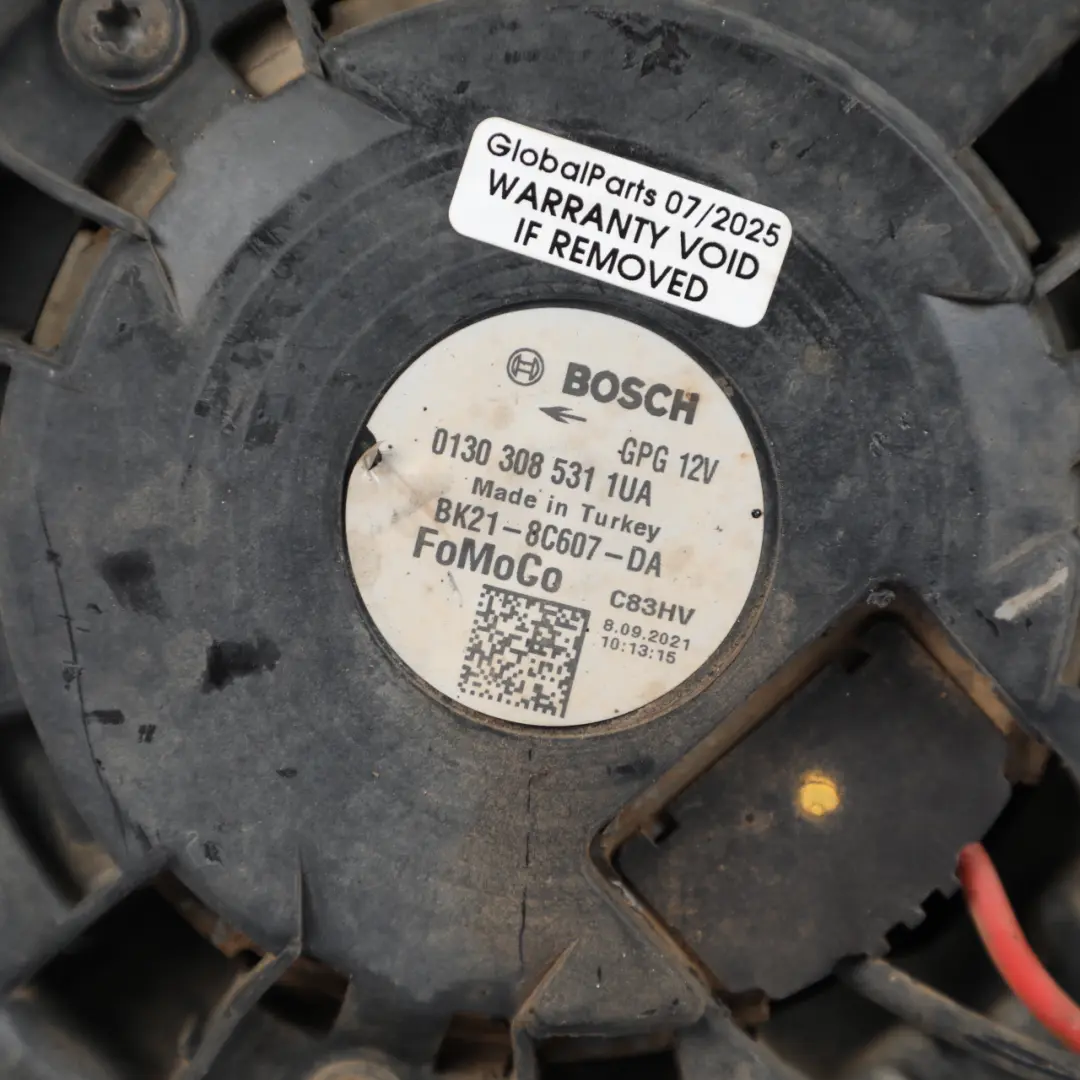 GlobalParts 07/2025
WARRANTY VOID
IF REMOVED
BOSCH
GPG 12V
0130 308 531 1UA
Made in Turkey
BK21-8C607-DA
FoMoCo
C83HV
8.09.2021
10:13:15